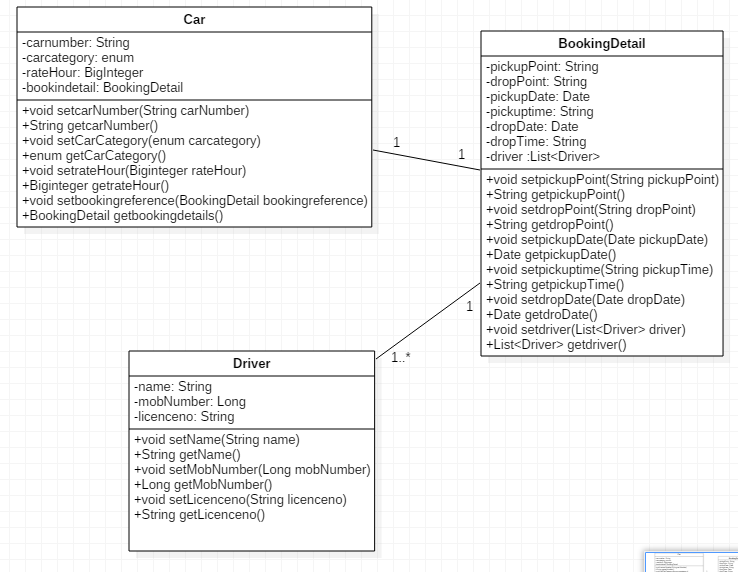 Car
-carnumber: String
-carcategory: enum
-rateHour: BigInteger
-bookindetail: BookingDetail
+void setcarNumber(String carNumber)
+String getcarNumber()
+void setCarCategory(enum carcategory)
+enum getCarCategory()
+void setrateHour(Biginteger rateHour)
+Biginteger getrateHour()
+void setbookingreference(BookingDetail bookingreference)
+BookingDetail getbookingdetails()
1
1
BookingDetail
-pickupPoint: String
-dropPoint: String
-pickupDate: Date
-pickuptime: String
-dropDate: Date
-dropTime: String
-driver :List<Driver>
+void setpickupPoint(String pickupPoint)
+String getpickupPoint()
+void setdropPoint(String dropPoint)
+String getdropPoint()
+void setpickupDate(Date pickupDate)
+Date getpickupDate()
+void setpickuptime(String pickupTime)
+String getpickupTime()
+void setdropDate(Date dropDate)
+Date getdroDate()
+void setdriver(List<Driver> driver)
+List<Driver> getdriver()
1
1..*
Driver
-name: String
-mobNumber: Long
-licenceno: String
+void setName(String name)
+String getName()
+void setMobNumber(Long mobNumber)
+Long getMobNumber()
+void setLicenceno(String licenceno)
+String getLicenceno()